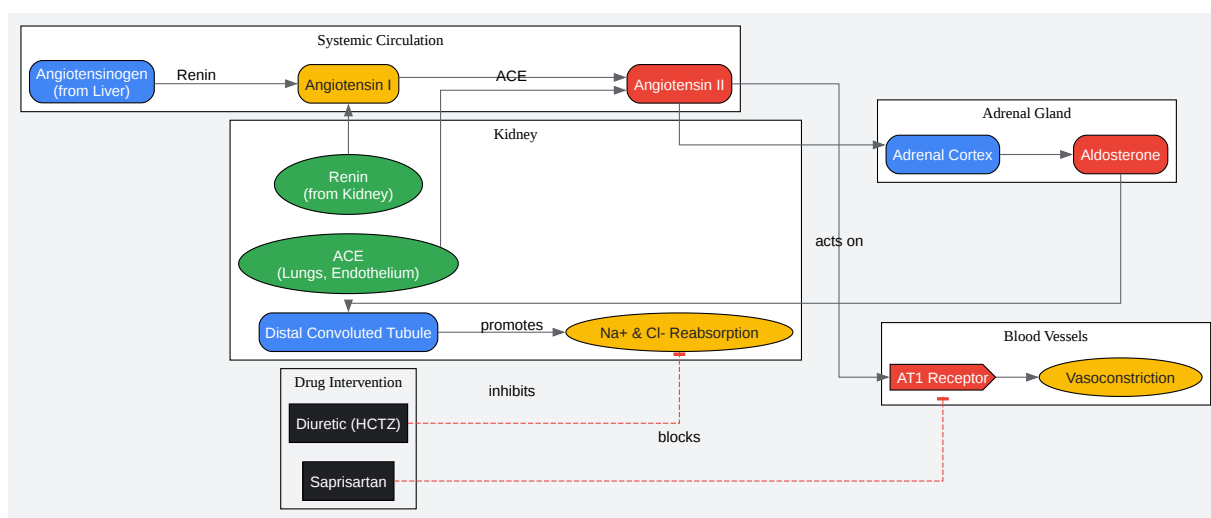 Systemic Circulation
Angiotensinogen
(from Liver)
Renin
Angiotensin I
ACE
Angiotensin II
Adrenal Gland
Adrenal Cortex
Aldosterone
Kidney
Renin
(from Kidney)
ACE
(Lungs, Endothelium)
acts on
Distal Convoluted Tubule
promotes
Na+ & Cl- Reabsorption
Blood Vessels
AT1 Receptor
Vasoconstriction
Drug Intervention
inhibits
Diuretic (HCTZ)
blocks
Saprisartan